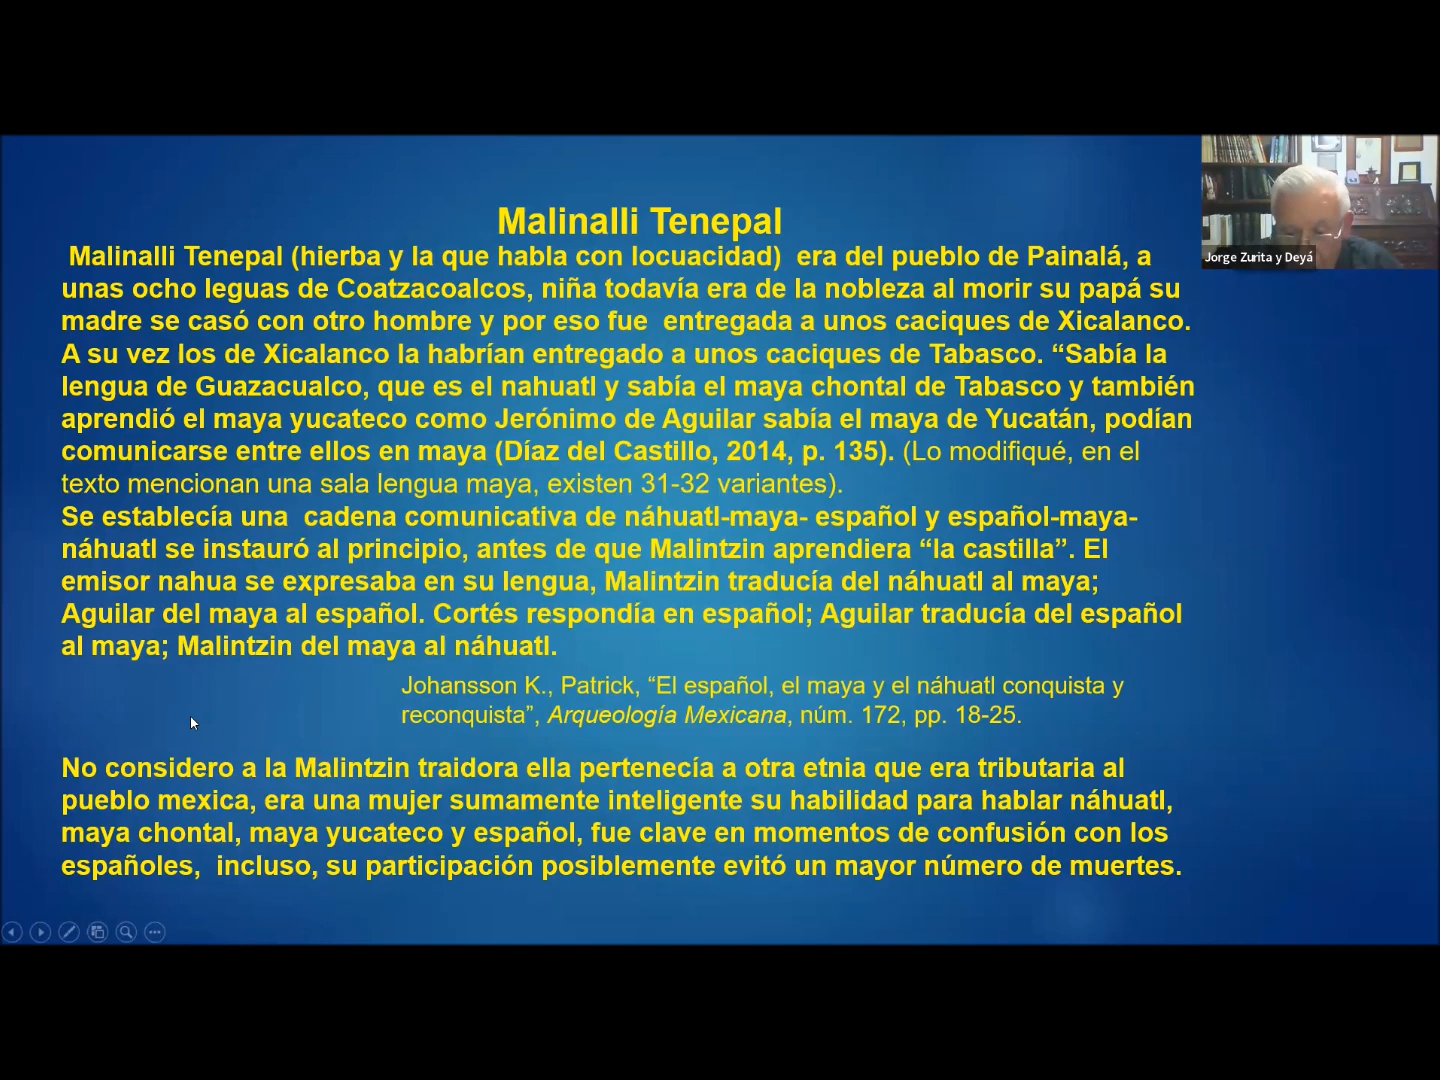 Malinalli Tenepal
Malinalli Tenepal (hierba y la que habla con locuacidad) era del pueblo de Painalá, a
unas ocho leguas de Coatzacoalcos, niña todavía era de la nobleza al morir su papá su
madre se casó con otro hombre y por eso fue entregada a unos caciques de Xicalanco.
A su vez los de Xicalanco la habrían entregado a unos caciques de Tabasco. “Sabía la
lengua de Guazacualco, que es el nahuatl y sabía el maya chontal de Tabasco y también
aprendió el maya yucateco como Jerónimo de Aguilar sabía el maya de Yucatán, podían
comunicarse entre ellos en maya (Díaz del Castillo, 2014, p. 135). (Lo modifiqué, en el
texto mencionan una sala lengua maya, existen 31-32 variantes).
Se establecía una cadena comunicativa de náhuatl-maya- español y español-maya-
náhuatl se instauró al principio, antes de que Malintzin aprendiera “la castilla”. El
emisor nahua se expresaba en su lengua, Malintzin traducía del náhuatl al maya;
Aguilar del maya al español. Cortés respondía en español; Aguilar traducía del español
al maya; Malintzin del maya al náhuatl.
Johansson K., Patrick, “El español, el maya y el náhuatl conquista y
reconquista”, Arqueología Mexicana, núm. 172, pp. 18-25.
No considero a la Malintzin traidora ella pertenecía a otra etnia que era tributaria al
pueblo mexica, era una mujer sumamente inteligente su habilidad para hablar náhuatl,
maya chontal, maya yucateco y español, fue clave en momentos de confusión con los
españoles, incluso, su participación posiblemente evitó un mayor número de muertes.
Jorge Zurita y Deyá